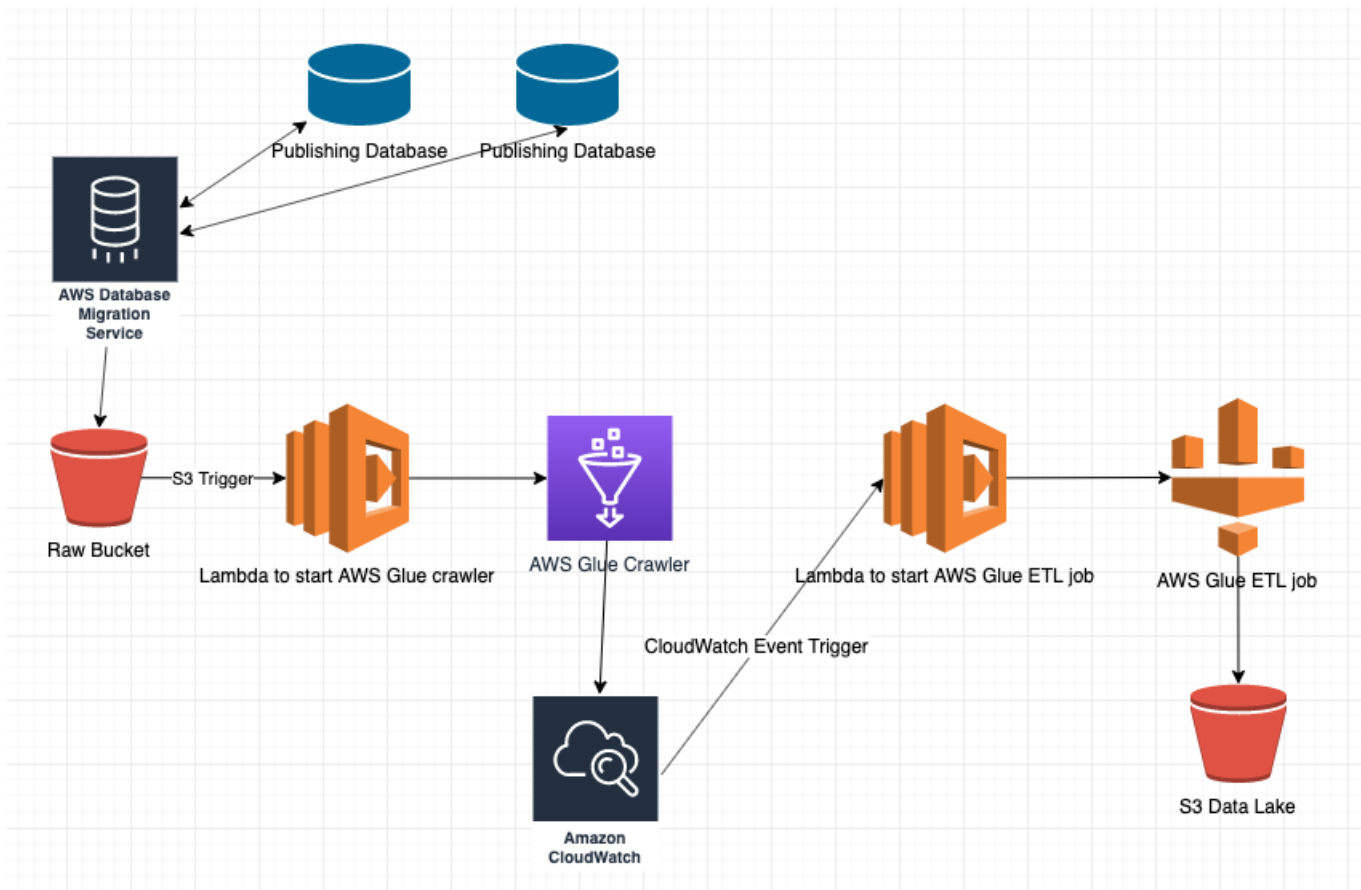 Publishing Database
Publishing Database
AWS Database
Migration
Service
S3 Trigger
Raw Bucket
Lambda to start AWS Glue crawler
AWS Glue Crawler
Lambda to start AWS Glue ETL job
AWS Glue ETL job
CloudWatch Event Trigger
S3 Data Lake
Amazon
CloudWatch